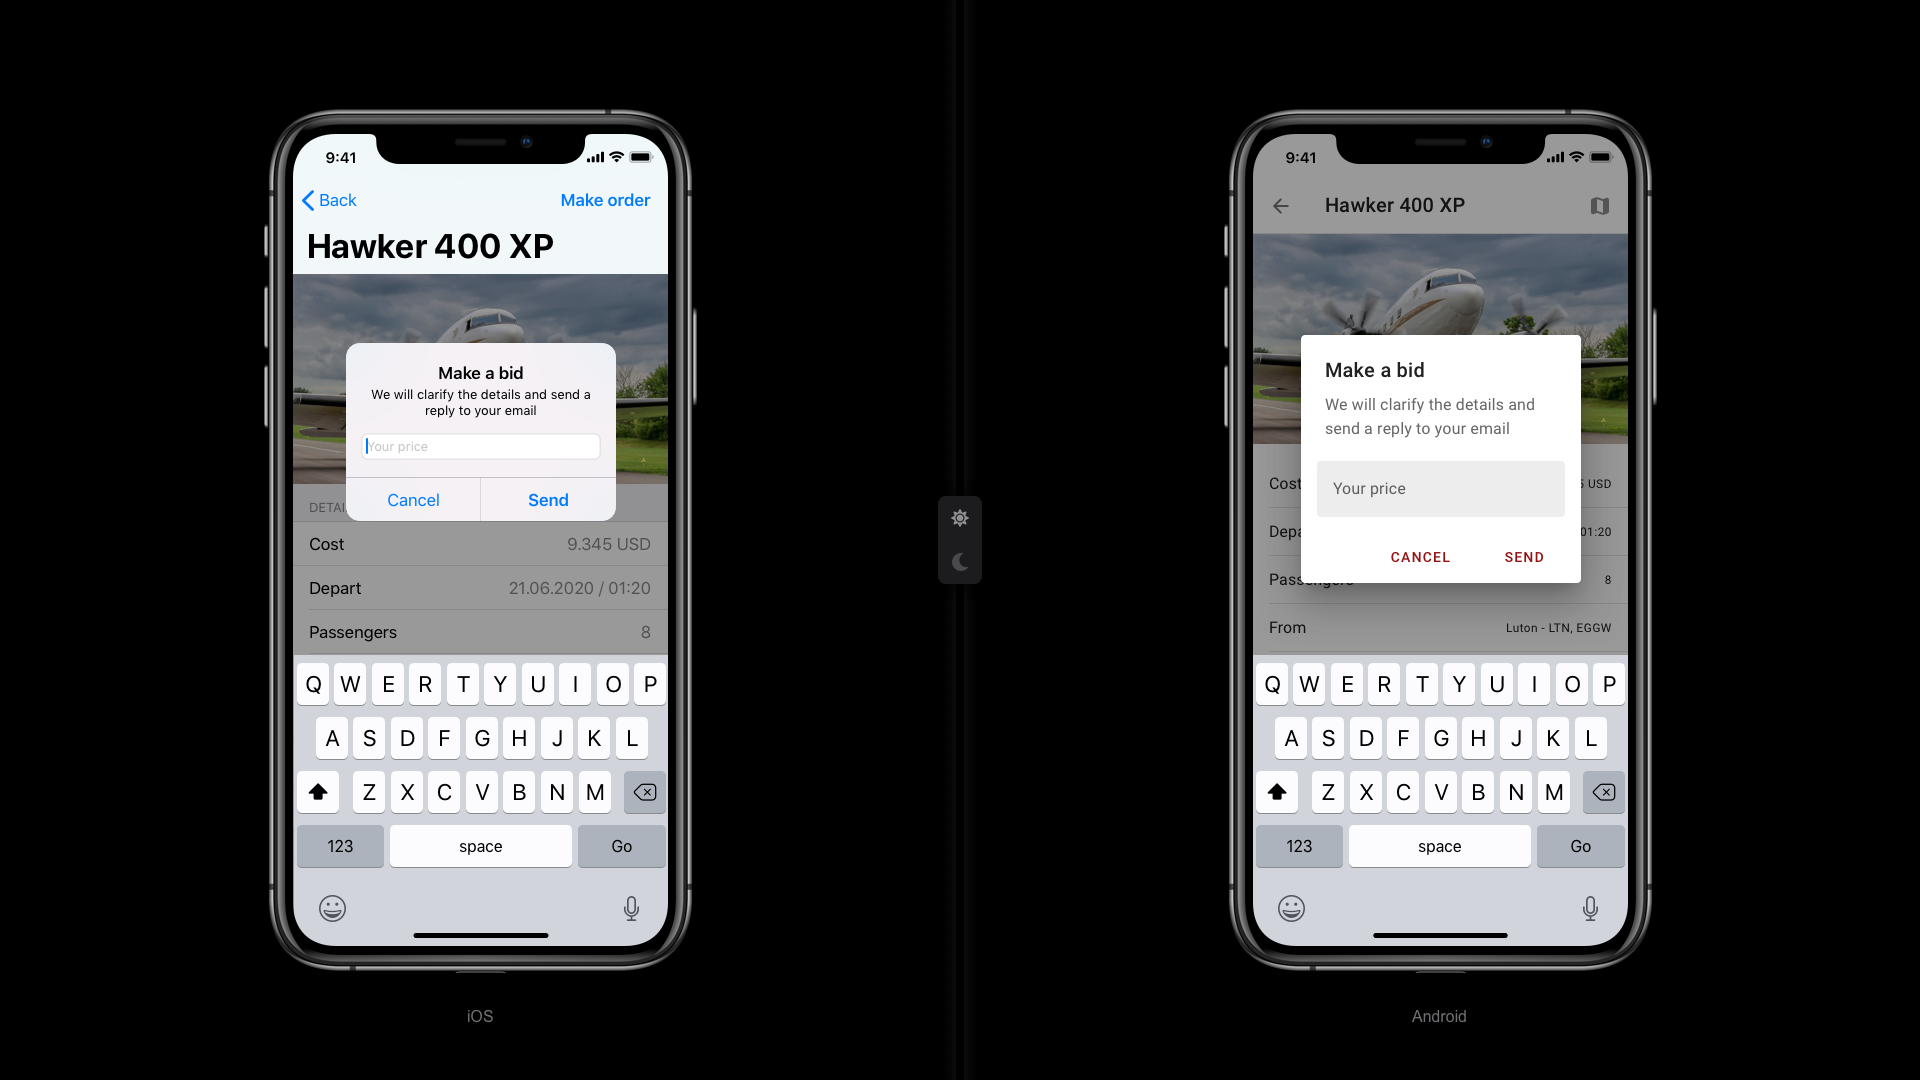 9:41
Back
Make order
Hawker 400 XP
Make a bid
We will clarify the details and send a
reply to your email
Your price
Cancel
Send
Cost
9.345 USD
Depart
21.06.2020 / 01:20
Passengers
8
Q W E R T Y U I O P
A S D F G H J K L
Z X C V B N M
123
space
Go
iOS
9:41
Hawker 400 XP
Make a bid
We will clarify the details and
send a reply to your email
Your price
CANCEL
SEND
Cost
USD
01:20
8
From
Luton - LTN, EGGW
Q W E R T Y U I O P
A S D F G H J K L
Z X C V B N M
123
space
Go
Android